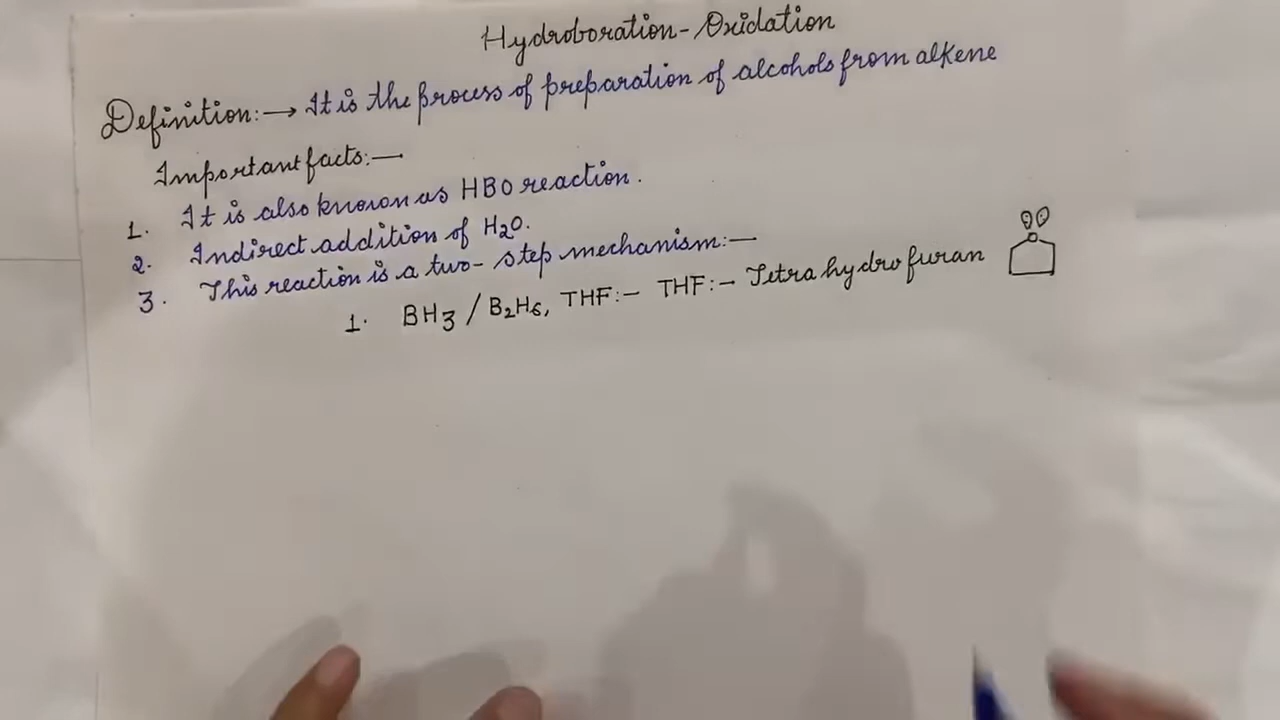 Hydroboration-Oxidation
Definition:→ It is the process of preparation of alcohols from alkene
Important facts:—
1. It is also known as HBO reaction.
2. Indirect addition of H₂O.
3. This reaction is a two-step mechanism:—
1. BH₃ / B₂H₆, THF:- THF:- Tetra hydro furan